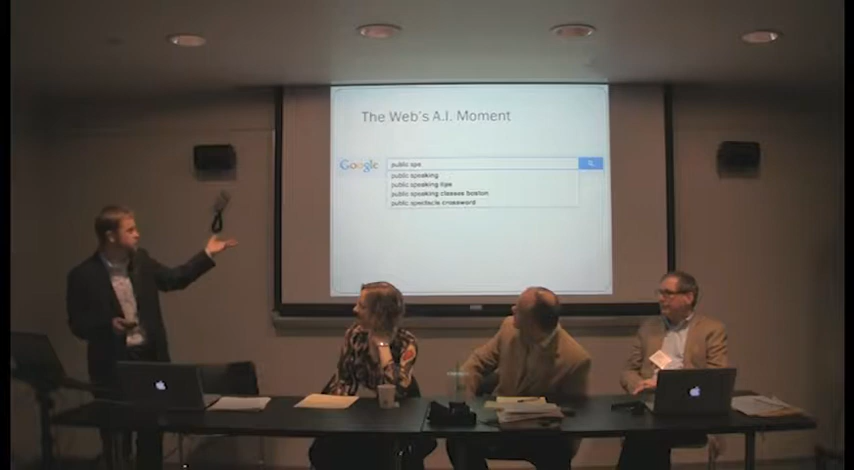 The Web's A.I. Moment
Google
public spe
public speaking
public speaking tips
public speaking classes boston
public spectacle crossword